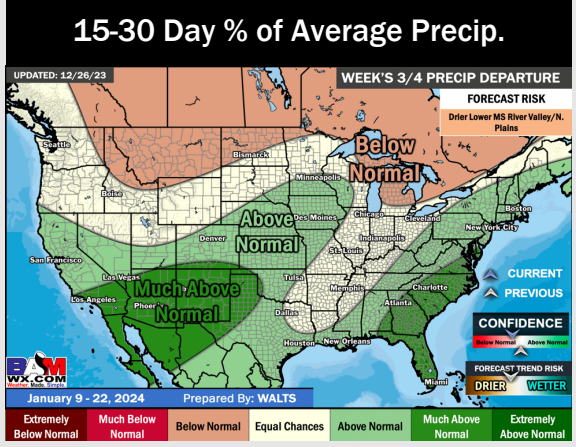 15-30 Day % of Average Precip.
UPDATED: 12/26/23
WEEK'S 3/4 PRECIP DEPARTURE
FORECAST RISK
Drier Lower MS River Valley/N.
Plains
Seattle
Bismarck
Below
Normal
Minneapolis
Boise
Boston
Above
Normal
Des Moines
Chicago
Cleveland
New York City
Denver
Indianapolis
San Francisco
St. Louis
Las Vegas
Tulsa
CURRENT
Much Above
Normal
Memphis
Charlotte
PREVIOUS
Los Angeles
Phoenix
Atlanta
Dallas
CONFIDENCE
Below Normal
Above Normal
Houston
New Orleans
BAM
WX.COM
Weather. Made. Simple.
FORECAST TREND RISK
DRIER
WETTER
Miami
January 9 - 22, 2024
Prepared By: WALTS
Extremely
Below Normal
Much Below
Normal
Below Normal
Equal Chances
Above Normal
Much Above
Normal
Extremely
Above Normal